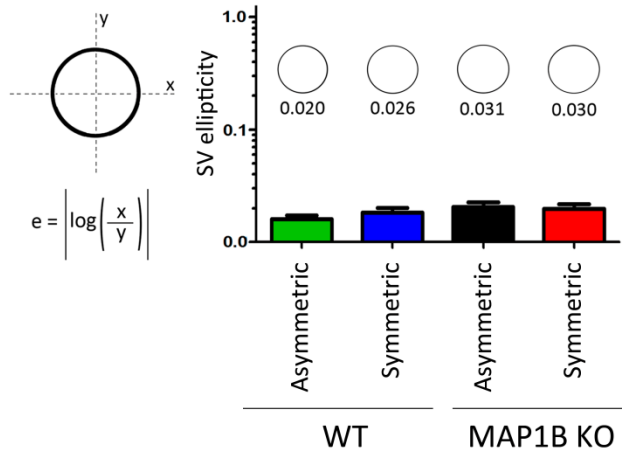 y
x
e = |log(x/y)|
SV ellipticity
1.0
0.1
0.0
0.020 0.026 0.031 0.030
Asymmetric
Symmetric
Asymmetric
Symmetric
WT
MAP1B KO